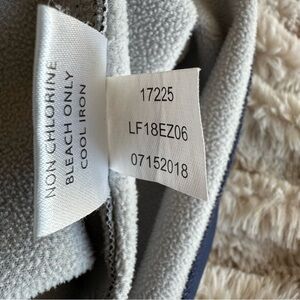 NON CHLORINE
BLEACH ONLY
COOL IRON
17225
LF18EZ06
07152018